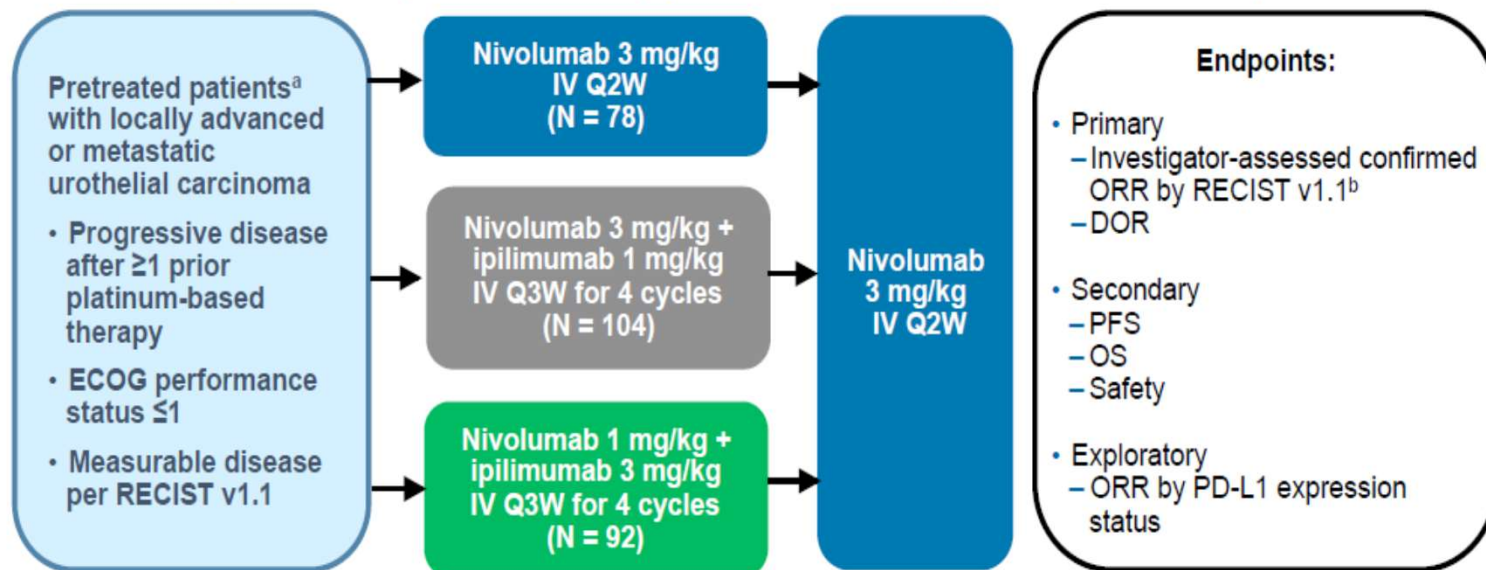 Pretreated patientsª
with locally advanced
or metastatic
urothelial carcinoma
• Progressive disease
after ≥1 prior
platinum-based
therapy
• ECOG performance
status ≤1
• Measurable disease
per RECIST v1.1
Nivolumab 3 mg/kg
IV Q2W
(N = 78)
Nivolumab 3 mg/kg +
ipilimumab 1 mg/kg
IV Q3W for 4 cycles
(N = 104)
Nivolumab 1 mg/kg +
ipilimumab 3 mg/kg
IV Q3W for 4 cycles
(N = 92)
Nivolumab
3 mg/kg
IV Q2W
Endpoints:
• Primary
–Investigator-assessed confirmed
ORR by RECIST v1.1ᵇ
–DOR
• Secondary
–PFS
–OS
–Safety
• Exploratory
–ORR by PD-L1 expression
status